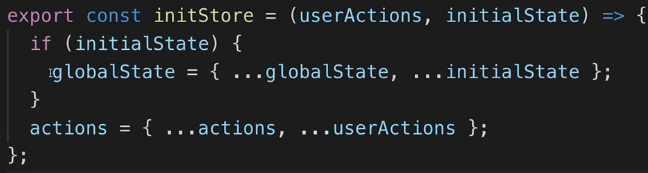 export const initStore = (userActions, initialState) => {
  if (initialState) {
    globalState = { ...globalState, ...initialState };
  }
  actions = { ...actions, ...userActions };
};